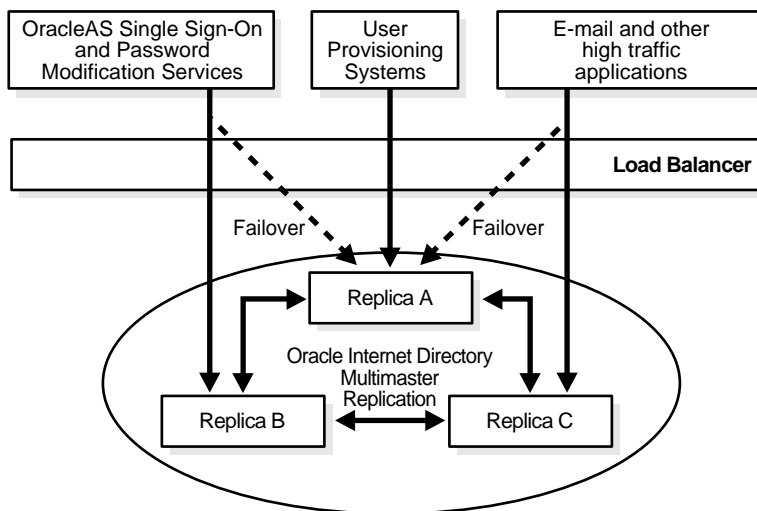 OracleAS Single Sign-On
and Password
Modification Services
User
Provisioning
Systems
E-mail and other
high traffic
applications
Load Balancer
Failover
Failover
Replica A
Oracle Internet Directory
Multimaster
Replication
Replica B
Replica C